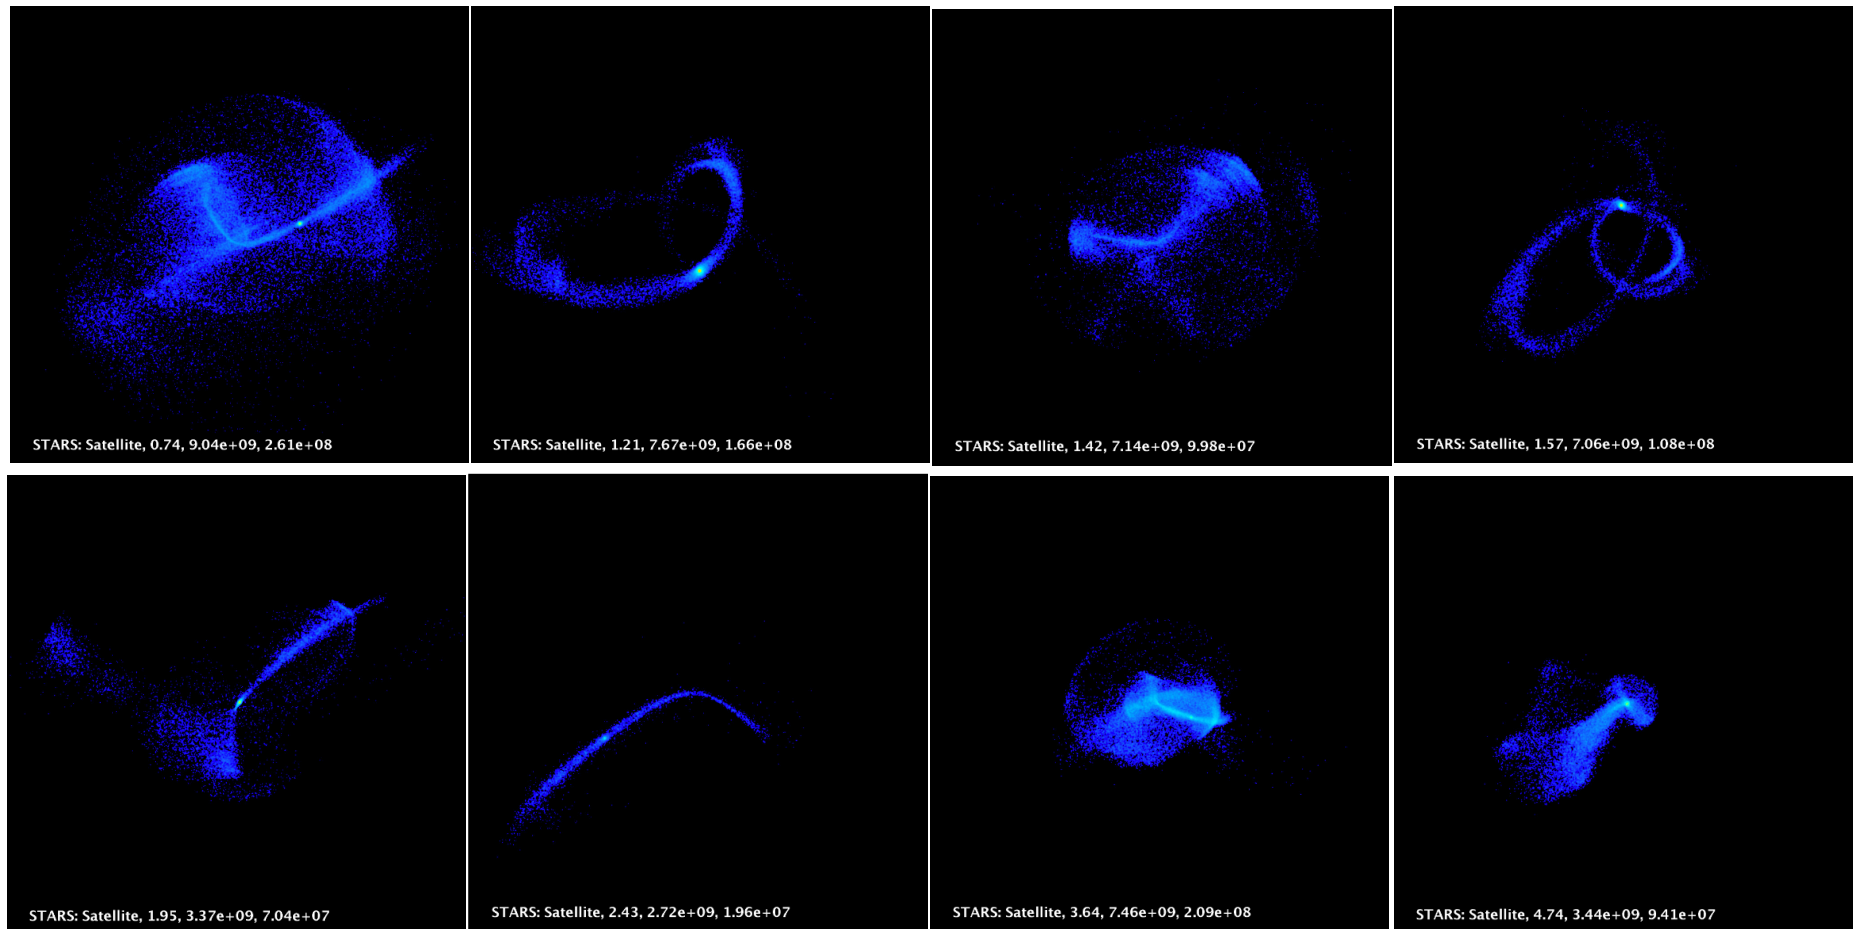 STARS: Satellite, 0.74, 9.04e+09, 2.61e+08
STARS: Satellite, 1.21, 7.67e+09, 1.66e+08
STARS: Satellite, 1.42, 7.14e+09, 9.98e+07
STARS: Satellite, 1.57, 7.06e+09, 1.08e+08
STARS: Satellite, 1.95, 3.37e+09, 7.04e+07
STARS: Satellite, 2.43, 2.72e+09, 1.96e+07
STARS: Satellite, 3.64, 7.46e+09, 2.09e+08
STARS: Satellite, 4.74, 3.44e+09, 9.41e+07